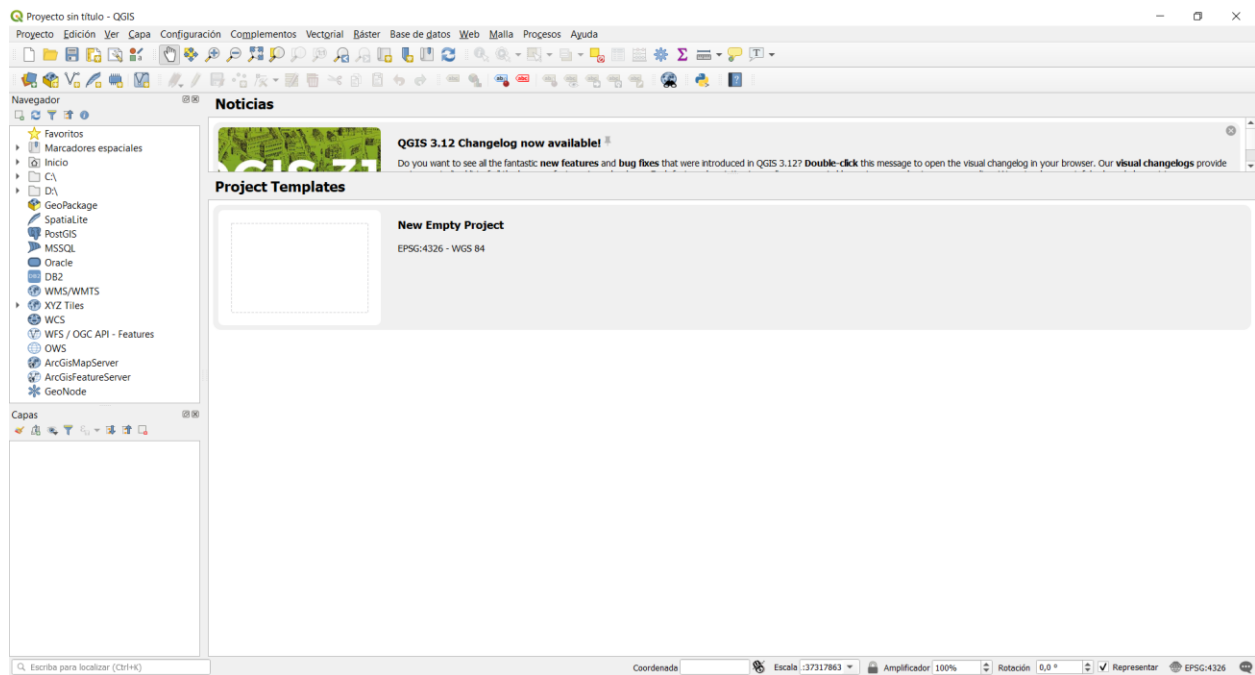 Proyecto sin título - QGIS
Proyecto Edición Ver Capa Configuración Complementos Vectorial Ráster Base de datos Web Malla Procesos Ayuda
Navegador
Favoritos
Marcadores espaciales
Inicio
C:\
D:\
GeoPackage
SpatiaLite
PostGIS
MSSQL
Oracle
DB2
WMS/WMTS
XYZ Tiles
WCS
WFS / OGC API - Features
OWS
ArcGisMapServer
ArcGisFeatureServer
GeoNode
Capas
Noticias
QGIS 3.12 Changelog now available!
Do you want to see all the fantastic new features and bug fixes that were introduced in QGIS 3.12? Double-click this message to open the visual changelog in your browser. Our visual changelogs provide
Project Templates
New Empty Project
EPSG:4326 - WGS 84
Escriba para localizar (Ctrl+K)
Coordenada Escala :37317863 Amplificador 100% Rotación 0,0 ° Representar EPSG:4326